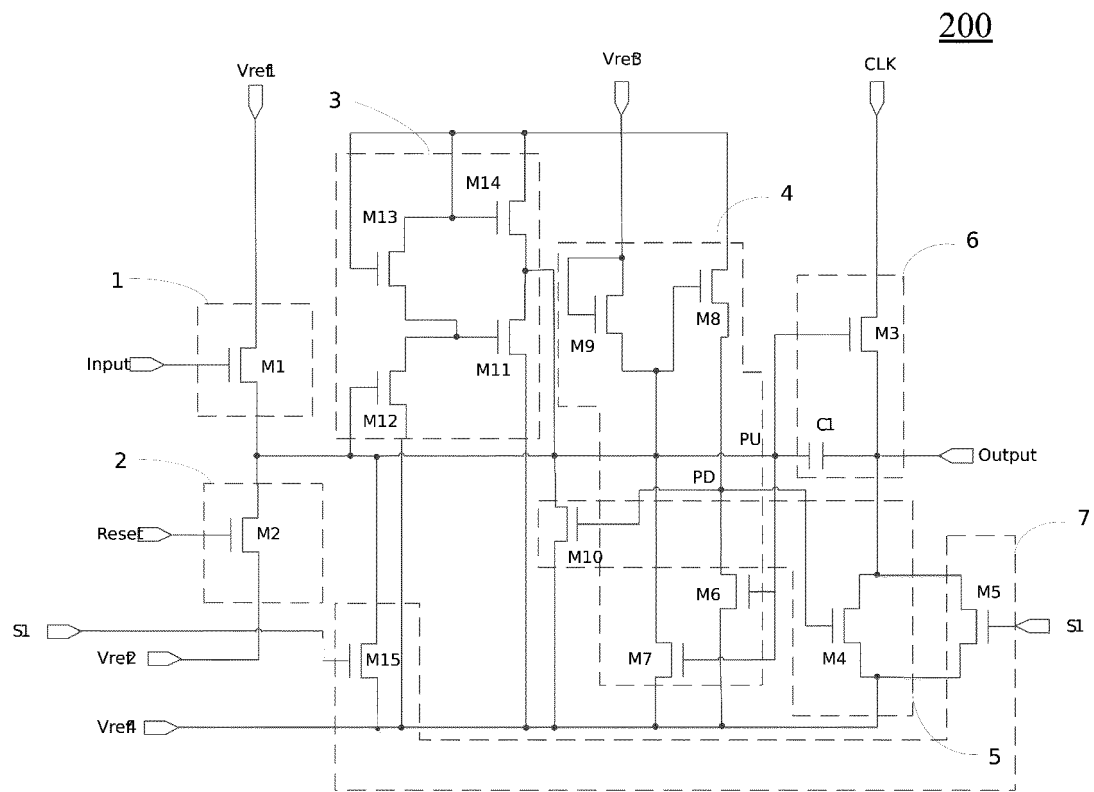 200
Vref1
Vref3
CLK
3
M14
4
M13
6
1
M8
M3
M9
Input
M1
M11
M12
C1
PU
Output
2
PD
7
Reset
M2
M10
M6
M5
S1
S1
M15
M7
M4
Vref2
Vref4
5